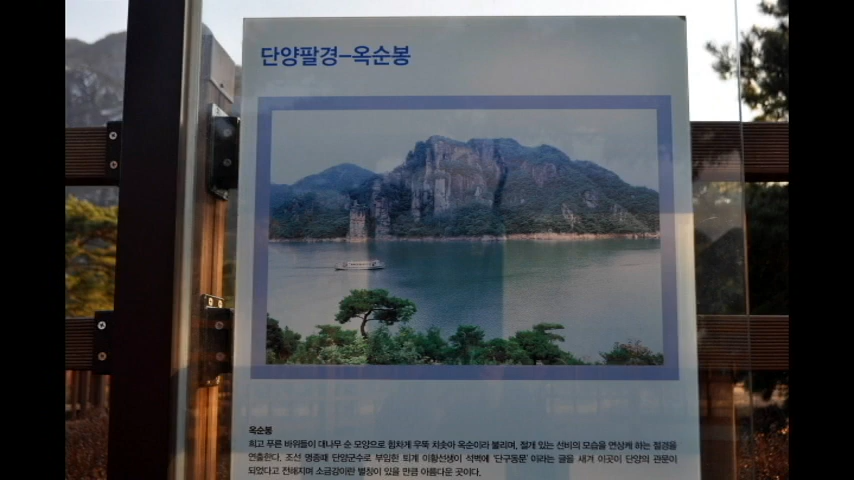 단양팔경-옥순봉
옥순봉
희고 푸른 바위들이 대나무 순 모양으로 힘차게 우뚝 치솟아 옥순이라 불리며, 절개 있는 선비의 모습을 연상케 하는 절경을
연출한다. 조선 명종때 단양군수로 부임한 퇴계 이황선생이 석벽에 '단구동문' 이라는 글을 새겨 이곳이 단양의 관문이
되었다고 전해지며 소금강이란 별칭이 있을 만큼 아름다운 곳이다.